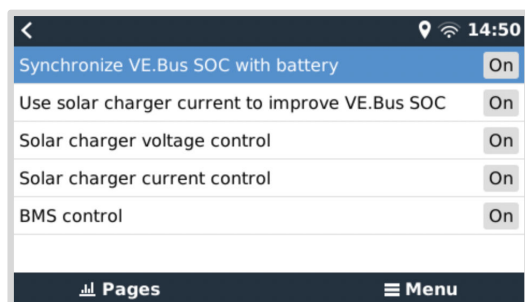 14:50
Synchronize VE.Bus SOC with battery On
Use solar charger current to improve VE.Bus SOC On
Solar charger voltage control On
Solar charger current control On
BMS control On
Pages Menu